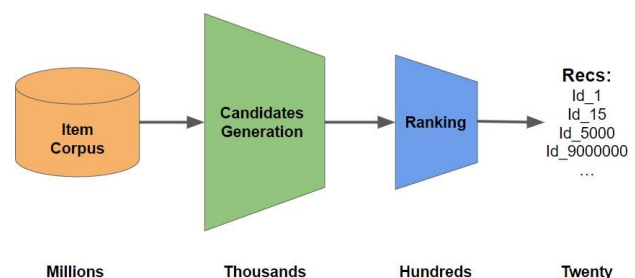 Item
Corpus
Candidates
Generation
Ranking
Recs:
Id_1
Id_15
Id_5000
Id_9000000
...
Millions
Thousands
Hundreds
Twenty